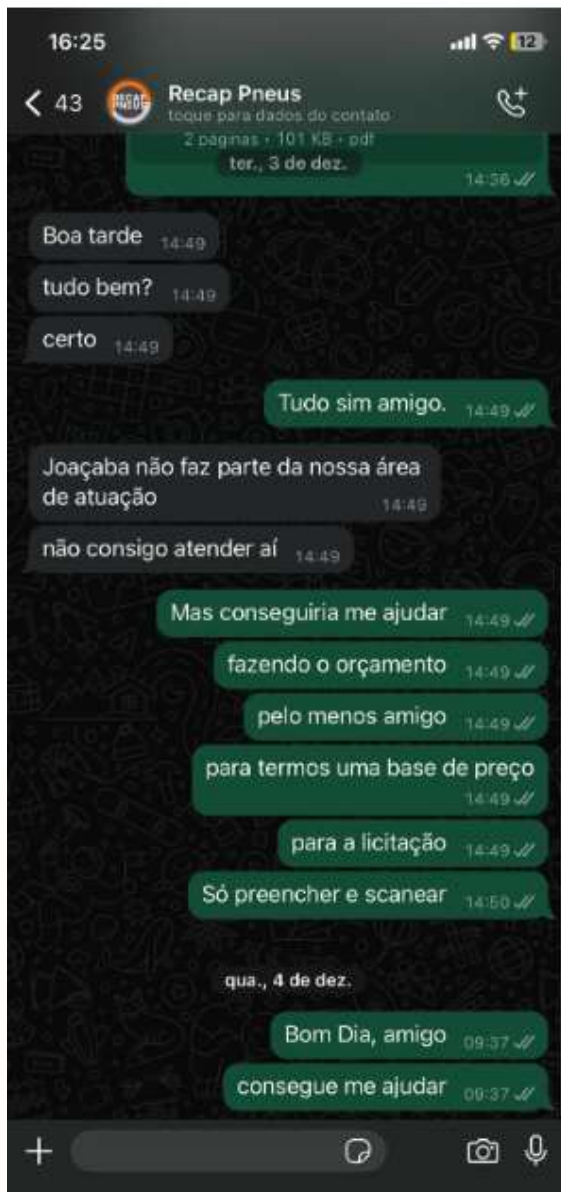 16:25
12
43
RECAP
PNEUS
Recap Pneus
toque para dados do contato
2 páginas • 101 KB • pdf
ter., 3 de dez.
14:36
Boa tarde 14:49
tudo bem? 14:49
certo 14:49
Tudo sim amigo. 14:49
Joaçaba não faz parte da nossa área
de atuação 14:49
não consigo atender aí 14:49
Mas conseguiria me ajudar 14:49
fazendo o orçamento 14:49
pelo menos amigo 14:49
para termos uma base de preço
14:49
para a licitação 14:49
Só preencher e scanear 14:50
qua., 4 de dez.
Bom Dia, amigo 09:37
consegue me ajudar 09:37